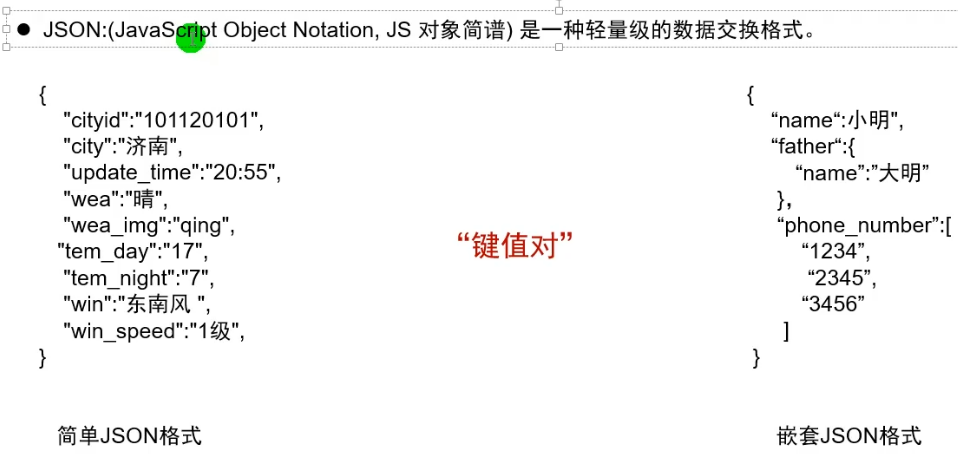 ● JSON:(JavaScript Object Notation, JS 对象简谱) 是一种轻量级的数据交换格式。
{
"cityid":"101120101",
"city":"济南",
"update_time":"20:55",
"wea":"晴",
"wea_img":"qing",
"tem_day":"17",
"tem_night":"7",
"win":"东南风 ",
"win_speed":"1级",
}
简单JSON格式
“键值对”
{
“name“:小明",
“father“:{
“name”:”大明”
},
“phone_number”:[
“1234”,
“2345”,
“3456”
]
}
嵌套JSON格式